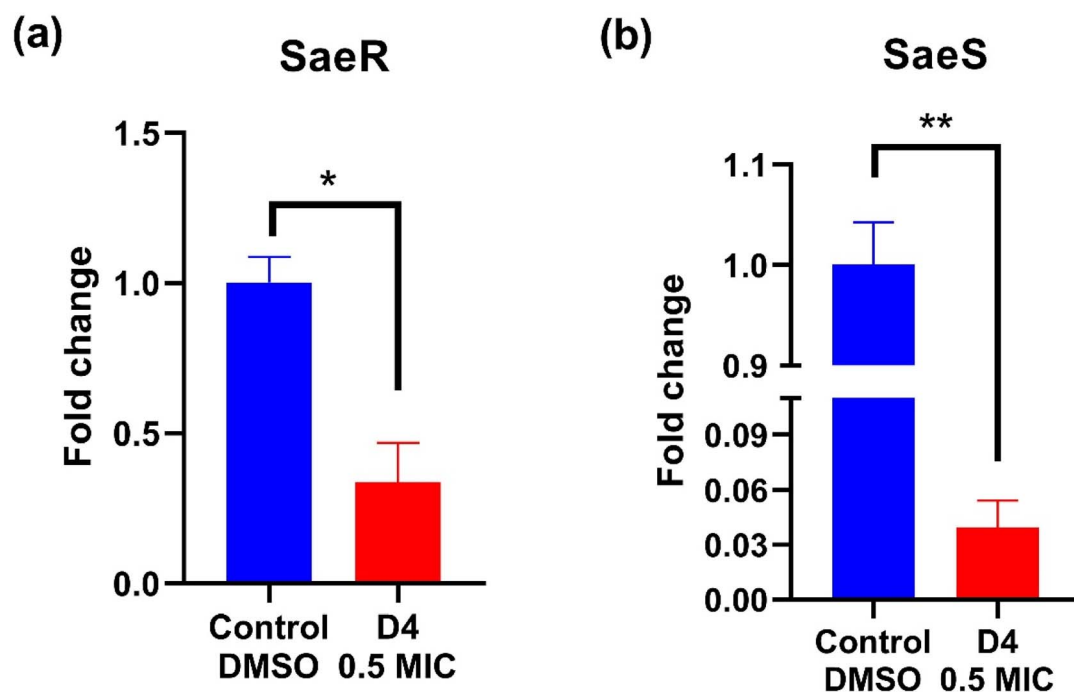 (a)
SaeR
*
Fold change
1.5
1.0
0.5
0.0
Control
DMSO
D4
0.5 MIC
(b)
SaeS
**
Fold change
1.1
1.0
0.9
0.09
0.06
0.03
0.00
Control
DMSO
D4
0.5 MIC